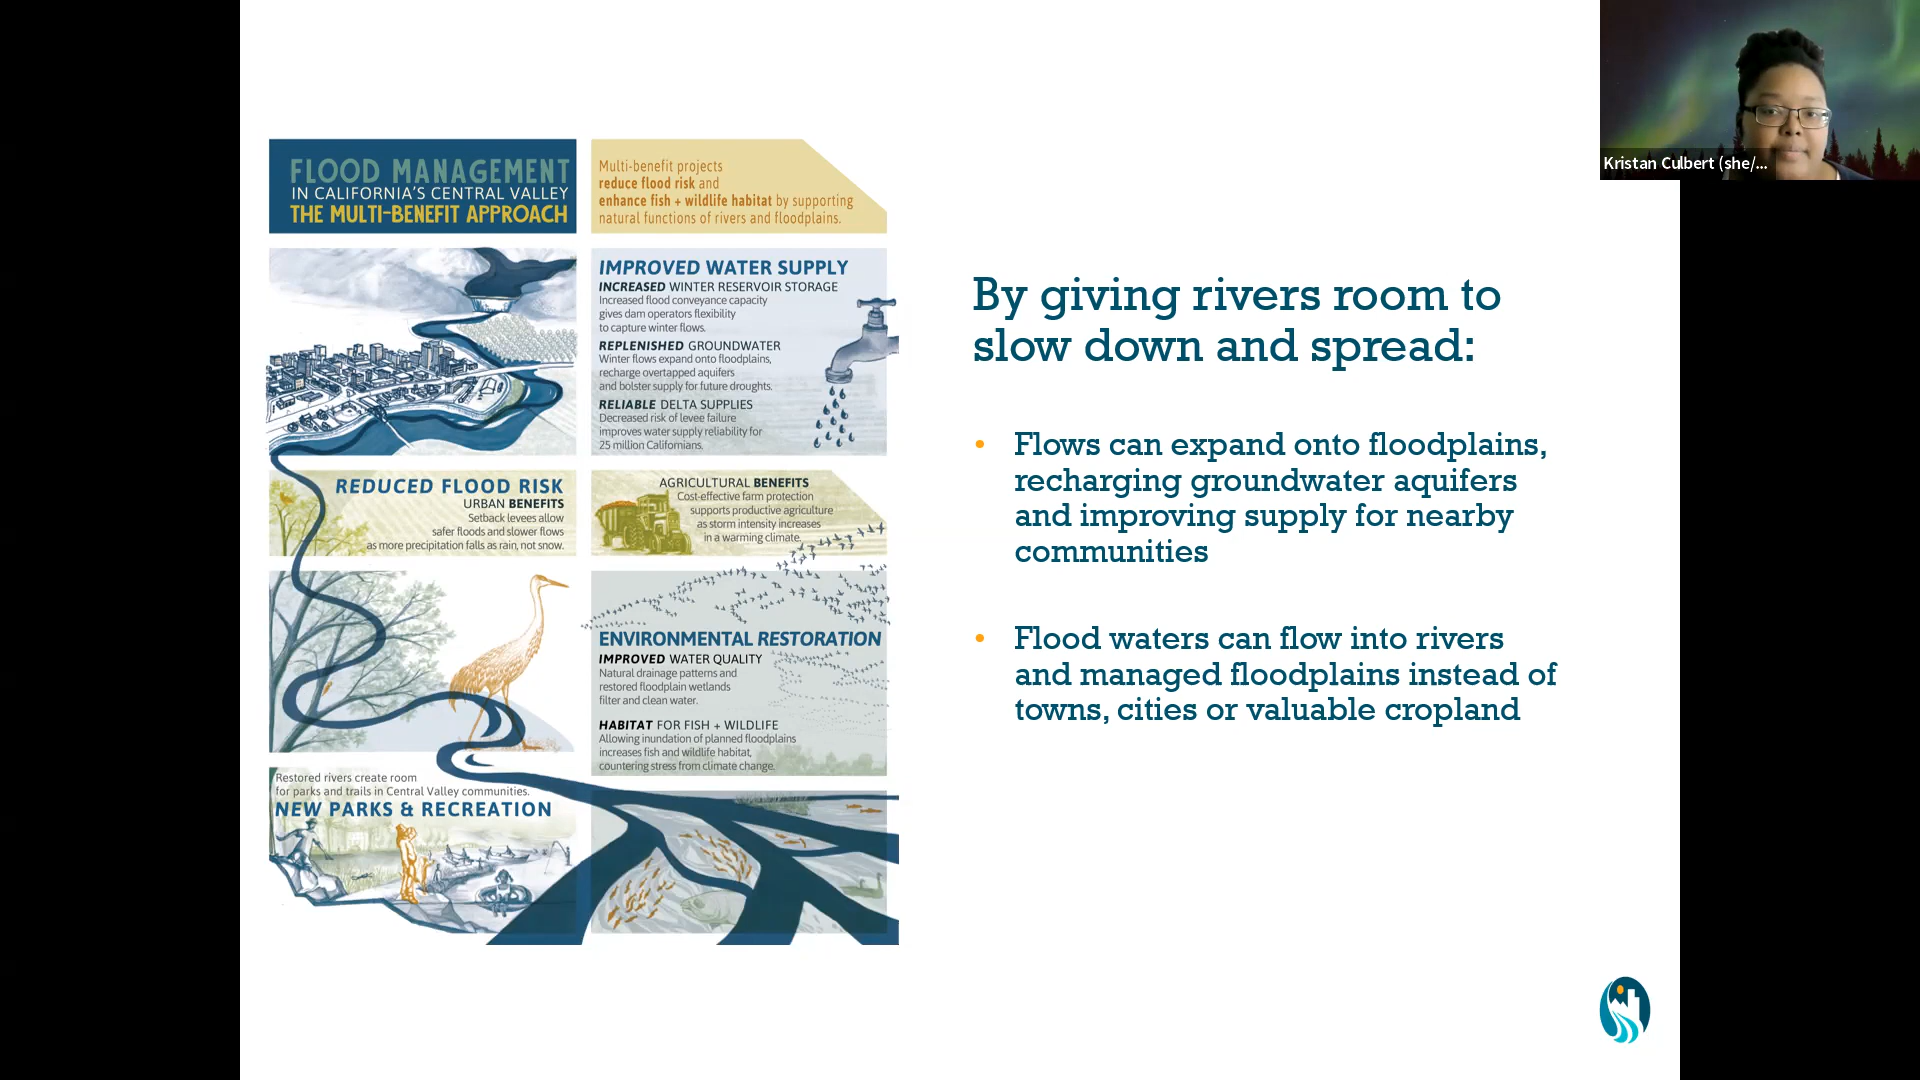 FLOOD MANAGEMENT
IN CALIFORNIA'S CENTRAL VALLEY
THE MULTI-BENEFIT APPROACH
Multi-benefit projects
reduce flood risk and
enhance fish + wildlife habitat by supporting
natural functions of rivers and floodplains.
IMPROVED WATER SUPPLY
INCREASED WINTER RESERVOIR STORAGE
Increased flood conveyance capacity
gives dam operators flexibility
to capture winter flows.
REPLENISHED GROUNDWATER
Winter flows expand onto floodplains,
recharge overtapped aquifers
and bolster supply for future droughts.
RELIABLE DELTA SUPPLIES
Decreased risk of levee failure
improves water supply reliability for
25 million Californians.
REDUCED FLOOD RISK
URBAN BENEFITS
Setback levees allow
safer floods and slower flows
as more precipitation falls as rain, not snow.
AGRICULTURAL BENEFITS
Cost-effective farm protection
supports productive agriculture
as storm intensity increases
in a warming climate.
ENVIRONMENTAL RESTORATION
IMPROVED WATER QUALITY
Natural drainage patterns and
restored floodplain wetlands
filter and clean water.
HABITAT FOR FISH + WILDLIFE
Allowing inundation of planned floodplains
increases fish and wildlife habitat,
countering stress from climate change.
Restored rivers create room
for parks and trails in Central Valley communities.
NEW PARKS & RECREATION
By giving rivers room to
slow down and spread:
• Flows can expand onto floodplains,
recharging groundwater aquifers
and improving supply for nearby
communities
• Flood waters can flow into rivers
and managed floodplains instead of
towns, cities or valuable cropland
Kristan Culbert (she/...